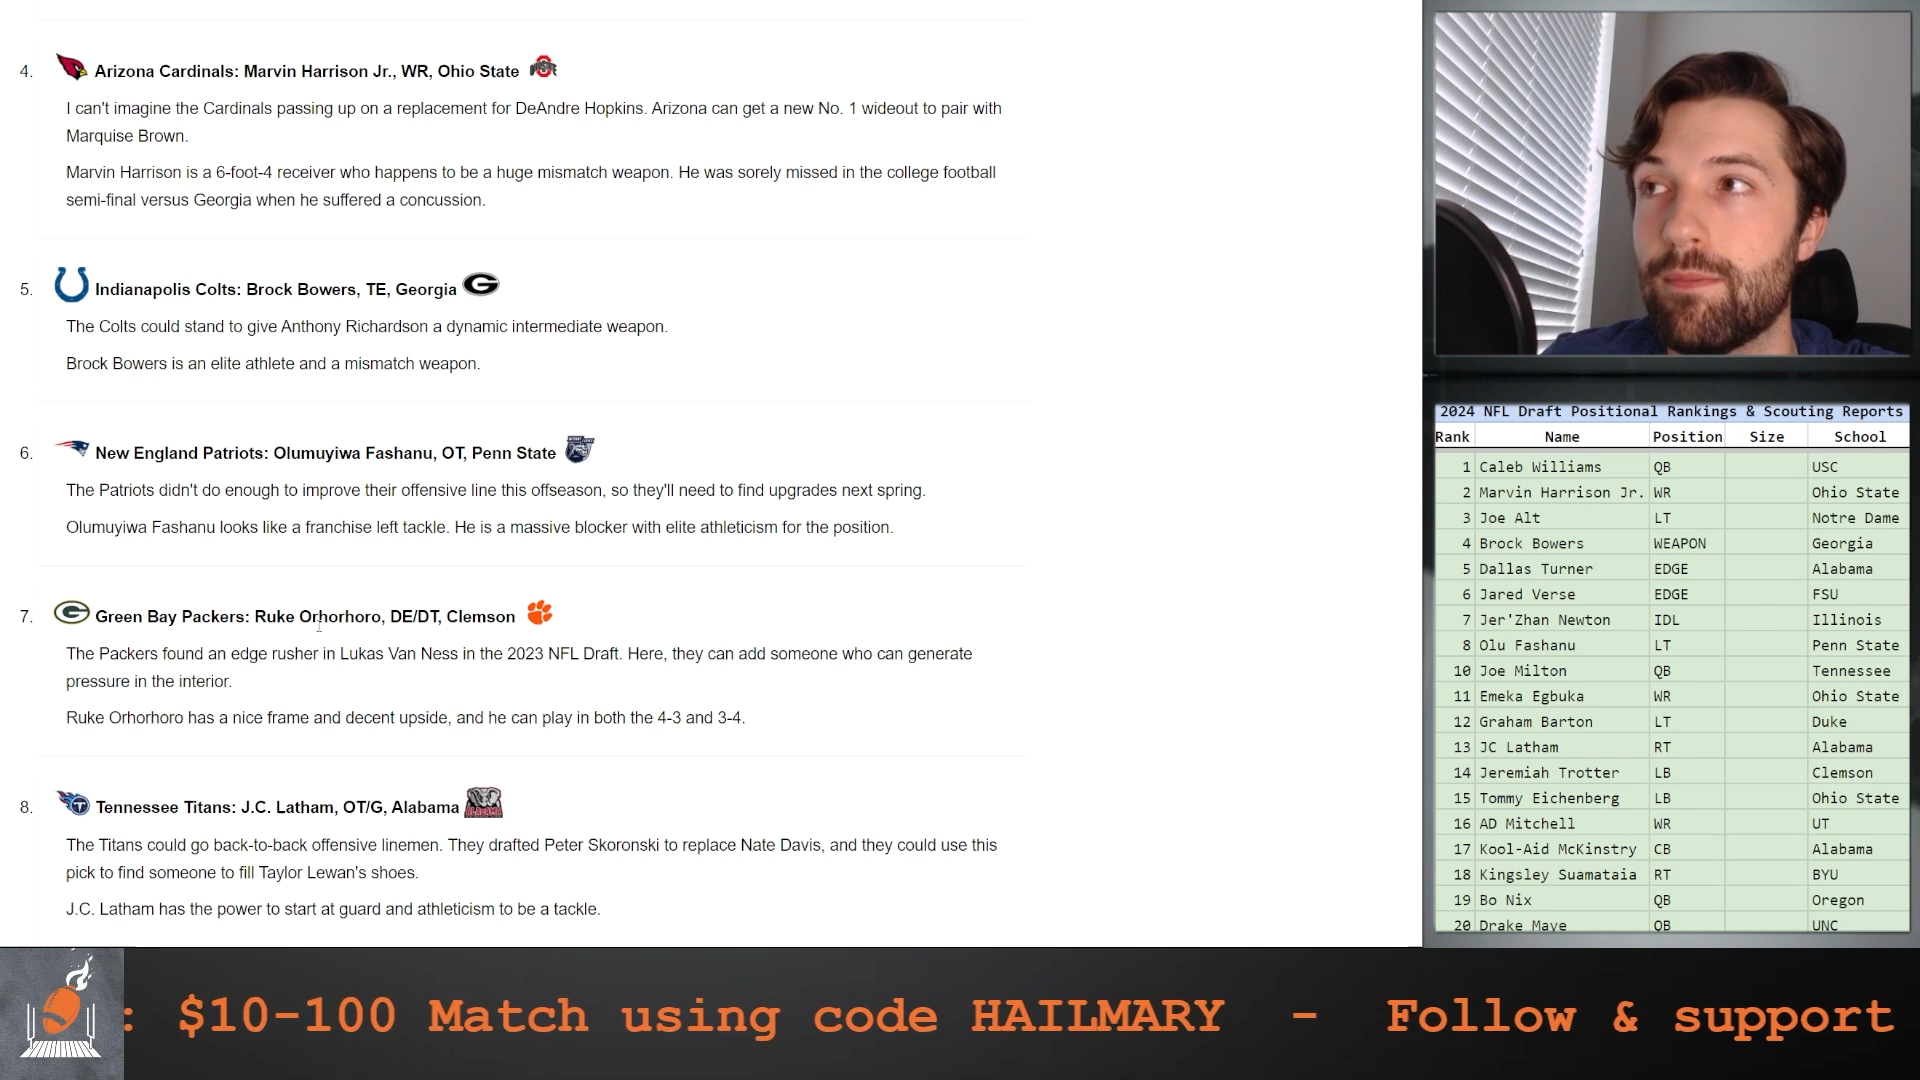 4. Arizona Cardinals: Marvin Harrison Jr., WR, Ohio State
I can't imagine the Cardinals passing up on a replacement for DeAndre Hopkins. Arizona can get a new No. 1 wideout to pair with
Marquise Brown.
Marvin Harrison is a 6-foot-4 receiver who happens to be a huge mismatch weapon. He was sorely missed in the college football
semi-final versus Georgia when he suffered a concussion.
5. Indianapolis Colts: Brock Bowers, TE, Georgia
The Colts could stand to give Anthony Richardson a dynamic intermediate weapon.
Brock Bowers is an elite athlete and a mismatch weapon.
6. New England Patriots: Olumuyiwa Fashanu, OT, Penn State
The Patriots didn't do enough to improve their offensive line this offseason, so they'll need to find upgrades next spring.
Olumuyiwa Fashanu looks like a franchise left tackle. He is a massive blocker with elite athleticism for the position.
7. Green Bay Packers: Ruke Orhorhoro, DE/DT, Clemson
The Packers found an edge rusher in Lukas Van Ness in the 2023 NFL Draft. Here, they can add someone who can generate
pressure in the interior.
Ruke Orhorhoro has a nice frame and decent upside, and he can play in both the 4-3 and 3-4.
8. Tennessee Titans: J.C. Latham, OT/G, Alabama
The Titans could go back-to-back offensive linemen. They drafted Peter Skoronski to replace Nate Davis, and they could use this
pick to find someone to fill Taylor Lewan's shoes.
J.C. Latham has the power to start at guard and athleticism to be a tackle.
2024 NFL Draft Positional Rankings & Scouting Reports
Rank Name Position Size School
1 Caleb Williams QB USC
2 Marvin Harrison Jr. WR Ohio State
3 Joe Alt LT Notre Dame
4 Brock Bowers WEAPON Georgia
5 Dallas Turner EDGE Alabama
6 Jared Verse EDGE FSU
7 Jer'Zhan Newton IDL Illinois
8 Olu Fashanu LT Penn State
10 Joe Milton QB Tennessee
11 Emeka Egbuka WR Ohio State
12 Graham Barton LT Duke
13 JC Latham RT Alabama
14 Jeremiah Trotter LB Clemson
15 Tommy Eichenberg LB Ohio State
16 AD Mitchell WR UT
17 Kool-Aid McKinstry CB Alabama
18 Kingsley Suamataia RT BYU
19 Bo Nix QB Oregon
20 Drake Maye QB UNC
: $10-100 Match using code HAILMARY - Follow & support